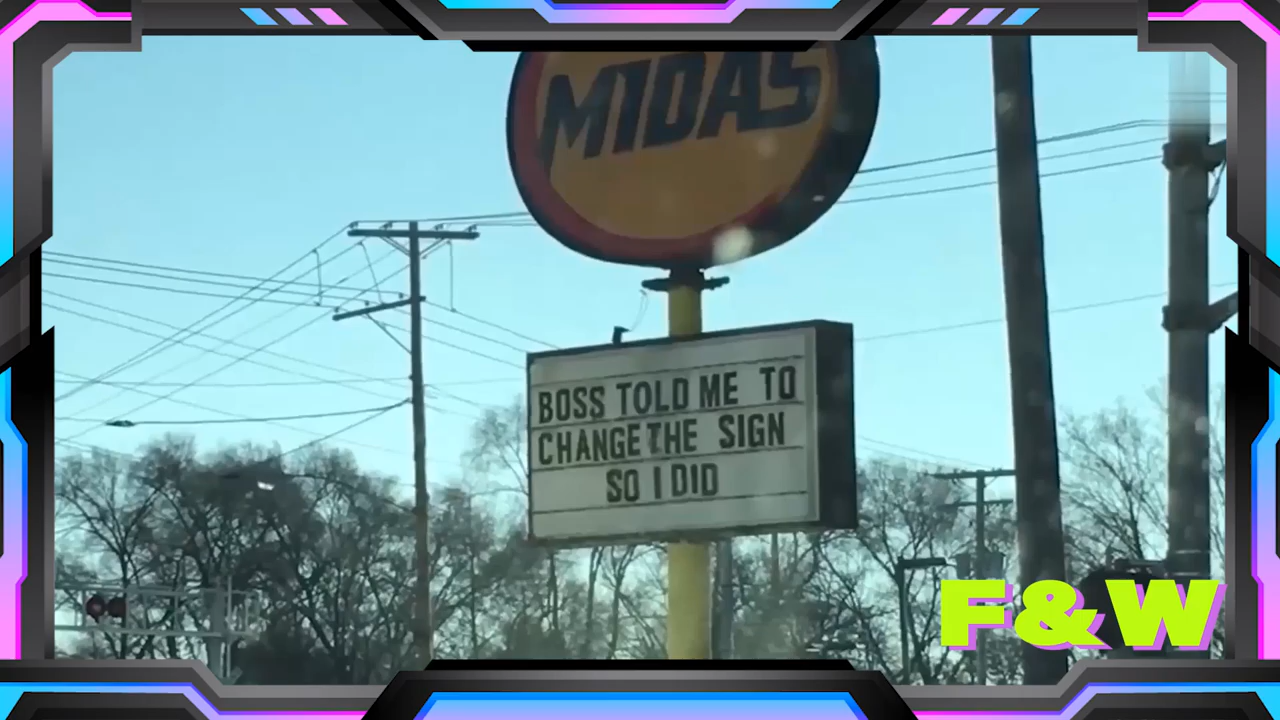 MIDAS
BOSS TOLD ME TO
CHANGE THE SIGN
SO I DID
F&W